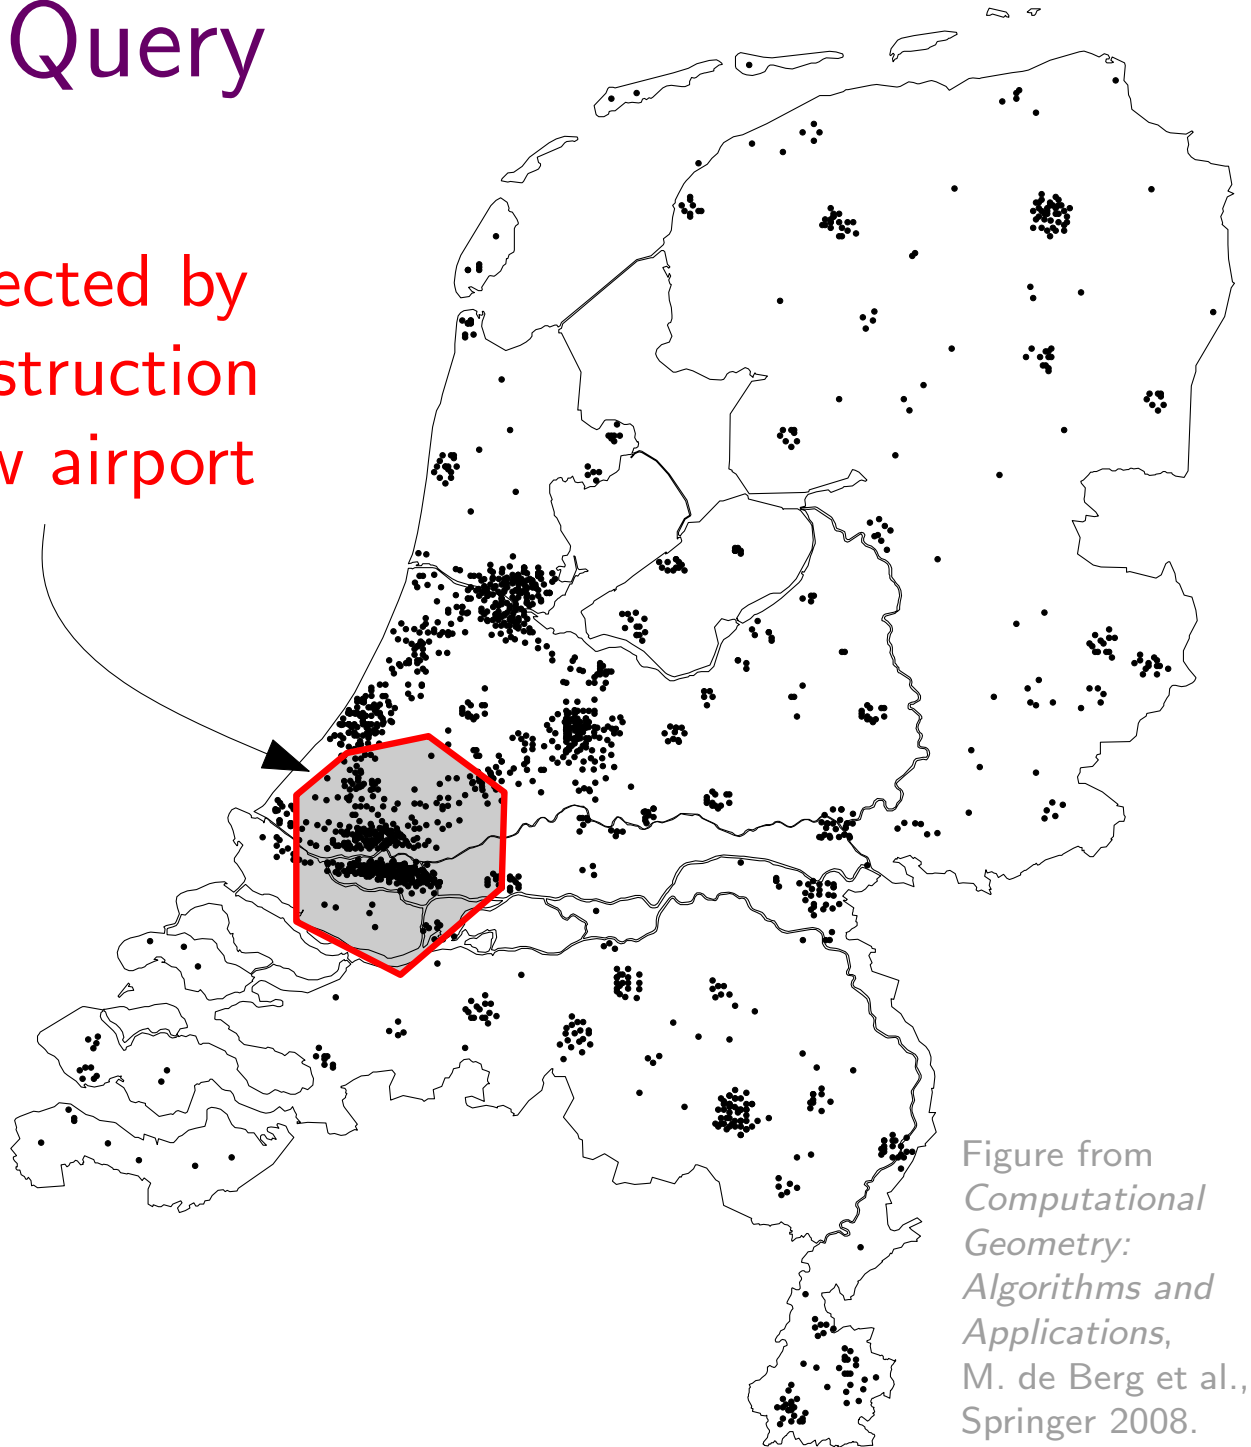 Query
ected by
struction
w airport
Figure from
Computational
Geometry:
Algorithms and
Applications,
M. de Berg et al.,
Springer 2008.